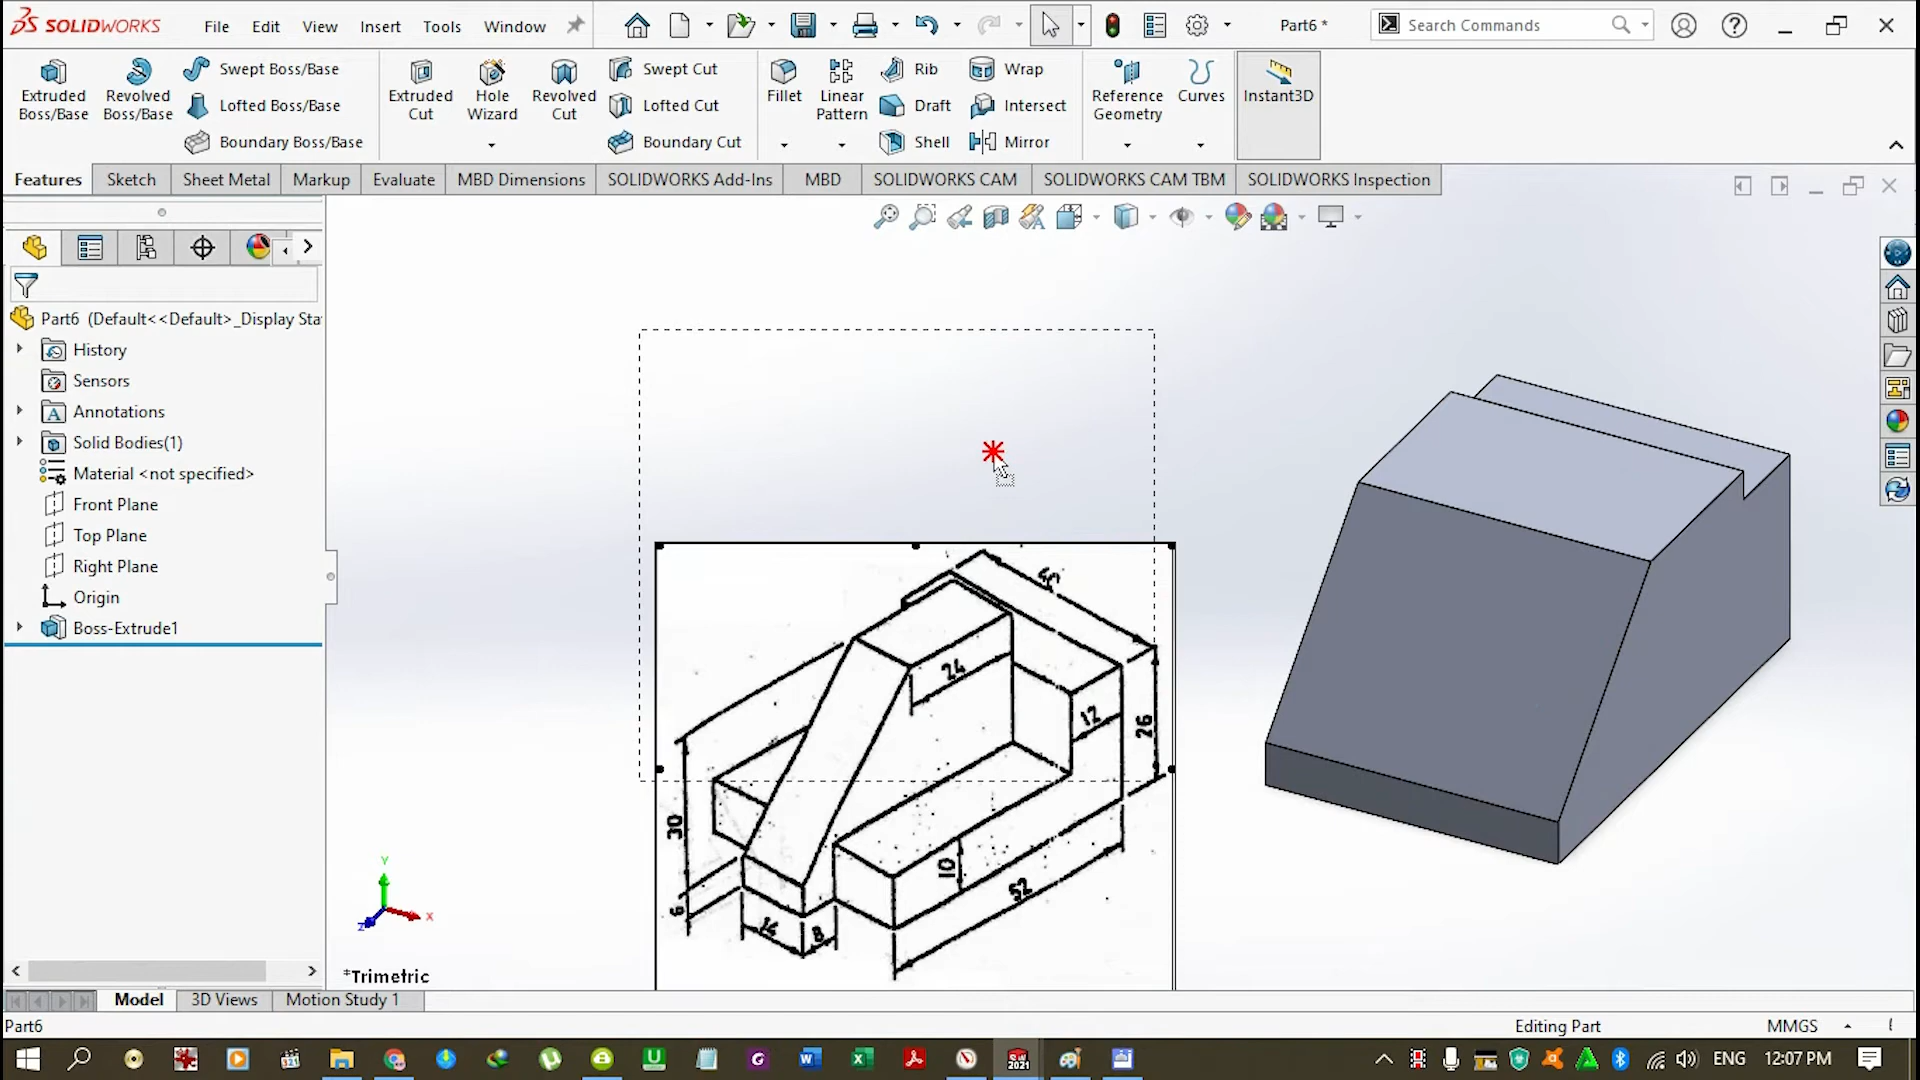 SOLIDWORKS File Edit View Insert Tools Window Part6 * Search Commands
Extruded Boss/Base
Revolved Boss/Base
Swept Boss/Base
Lofted Boss/Base
Boundary Boss/Base
Extruded Cut
Hole Wizard
Revolved Cut
Swept Cut
Lofted Cut
Boundary Cut
Fillet
Linear Pattern
Rib
Draft
Shell
Wrap
Intersect
Mirror
Reference Geometry
Curves
Instant3D
Features Sketch Sheet Metal Markup Evaluate MBD Dimensions SOLIDWORKS Add-Ins MBD SOLIDWORKS CAM SOLIDWORKS CAM TBM SOLIDWORKS Inspection
Part6 (Default<<Default>_Display Sta
History
Sensors
Annotations
Solid Bodies(1)
Material <not specified>
Front Plane
Top Plane
Right Plane
Origin
Boss-Extrude1
24
12
26
30
10
52
6
14
8
Y
X
Z
*Trimetric
Model 3D Views Motion Study 1
Part6 Editing Part MMGS
SW 2021
321
ENG 12:07 PM